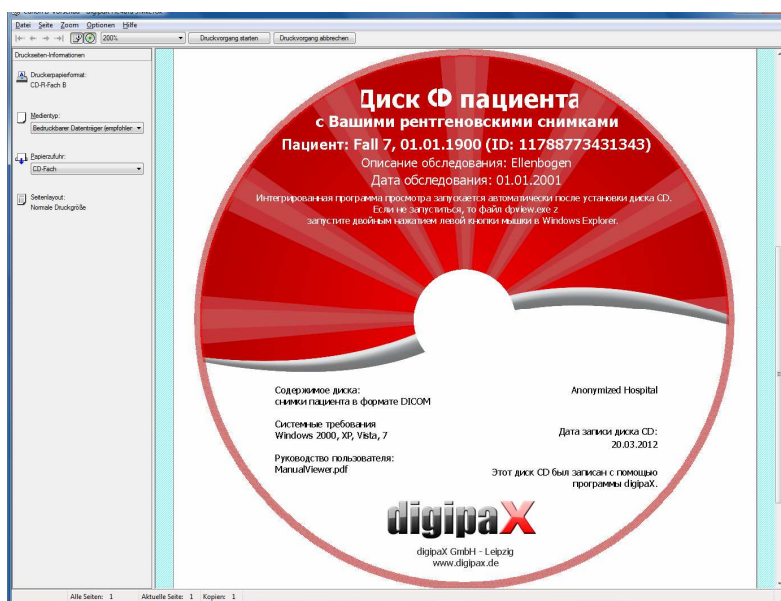 Datei Seite Zoom Optionen Hilfe
200% Druckvorgang starten Druckvorgang abbrechen
Druckseiten-Informationen
Druckerpapierformat:
CD-R-Fach B
Medientyp:
Bedruckbarer Datenträger (empfohlen
Papierzufuhr:
CD-Fach
Seitenlayout:
Normale Druckgröße
Диск CD пациента
с Вашими рентгеновскими снимками
Пациент: Fall 7, 01.01.1900 (ID: 11788773431343)
Описание обследования: Ellenbogen
Дата обследования: 01.01.2001
Интегрированная программа просмотра запускается автоматически после установки диска CD.
Если не запуститься, то файл dpview.exe z
запустите двойным нажатием левой кнопки мышки в Windows Explorer.
Содержимое диска:
снимки пациента в формате DICOM
Системные требования
Windows 2000, XP, Vista, 7
Руководство пользователя:
ManualViewer.pdf
Anonymized Hospital
Дата записи диска CD:
20.03.2012
Этот диск CD был записан с помощью
программы digipaX.
digipaX
digipaX GmbH - Leipzig
www.digipax.de
Alle Seiten: 1 Aktuelle Seite: 1 Kopien: 1